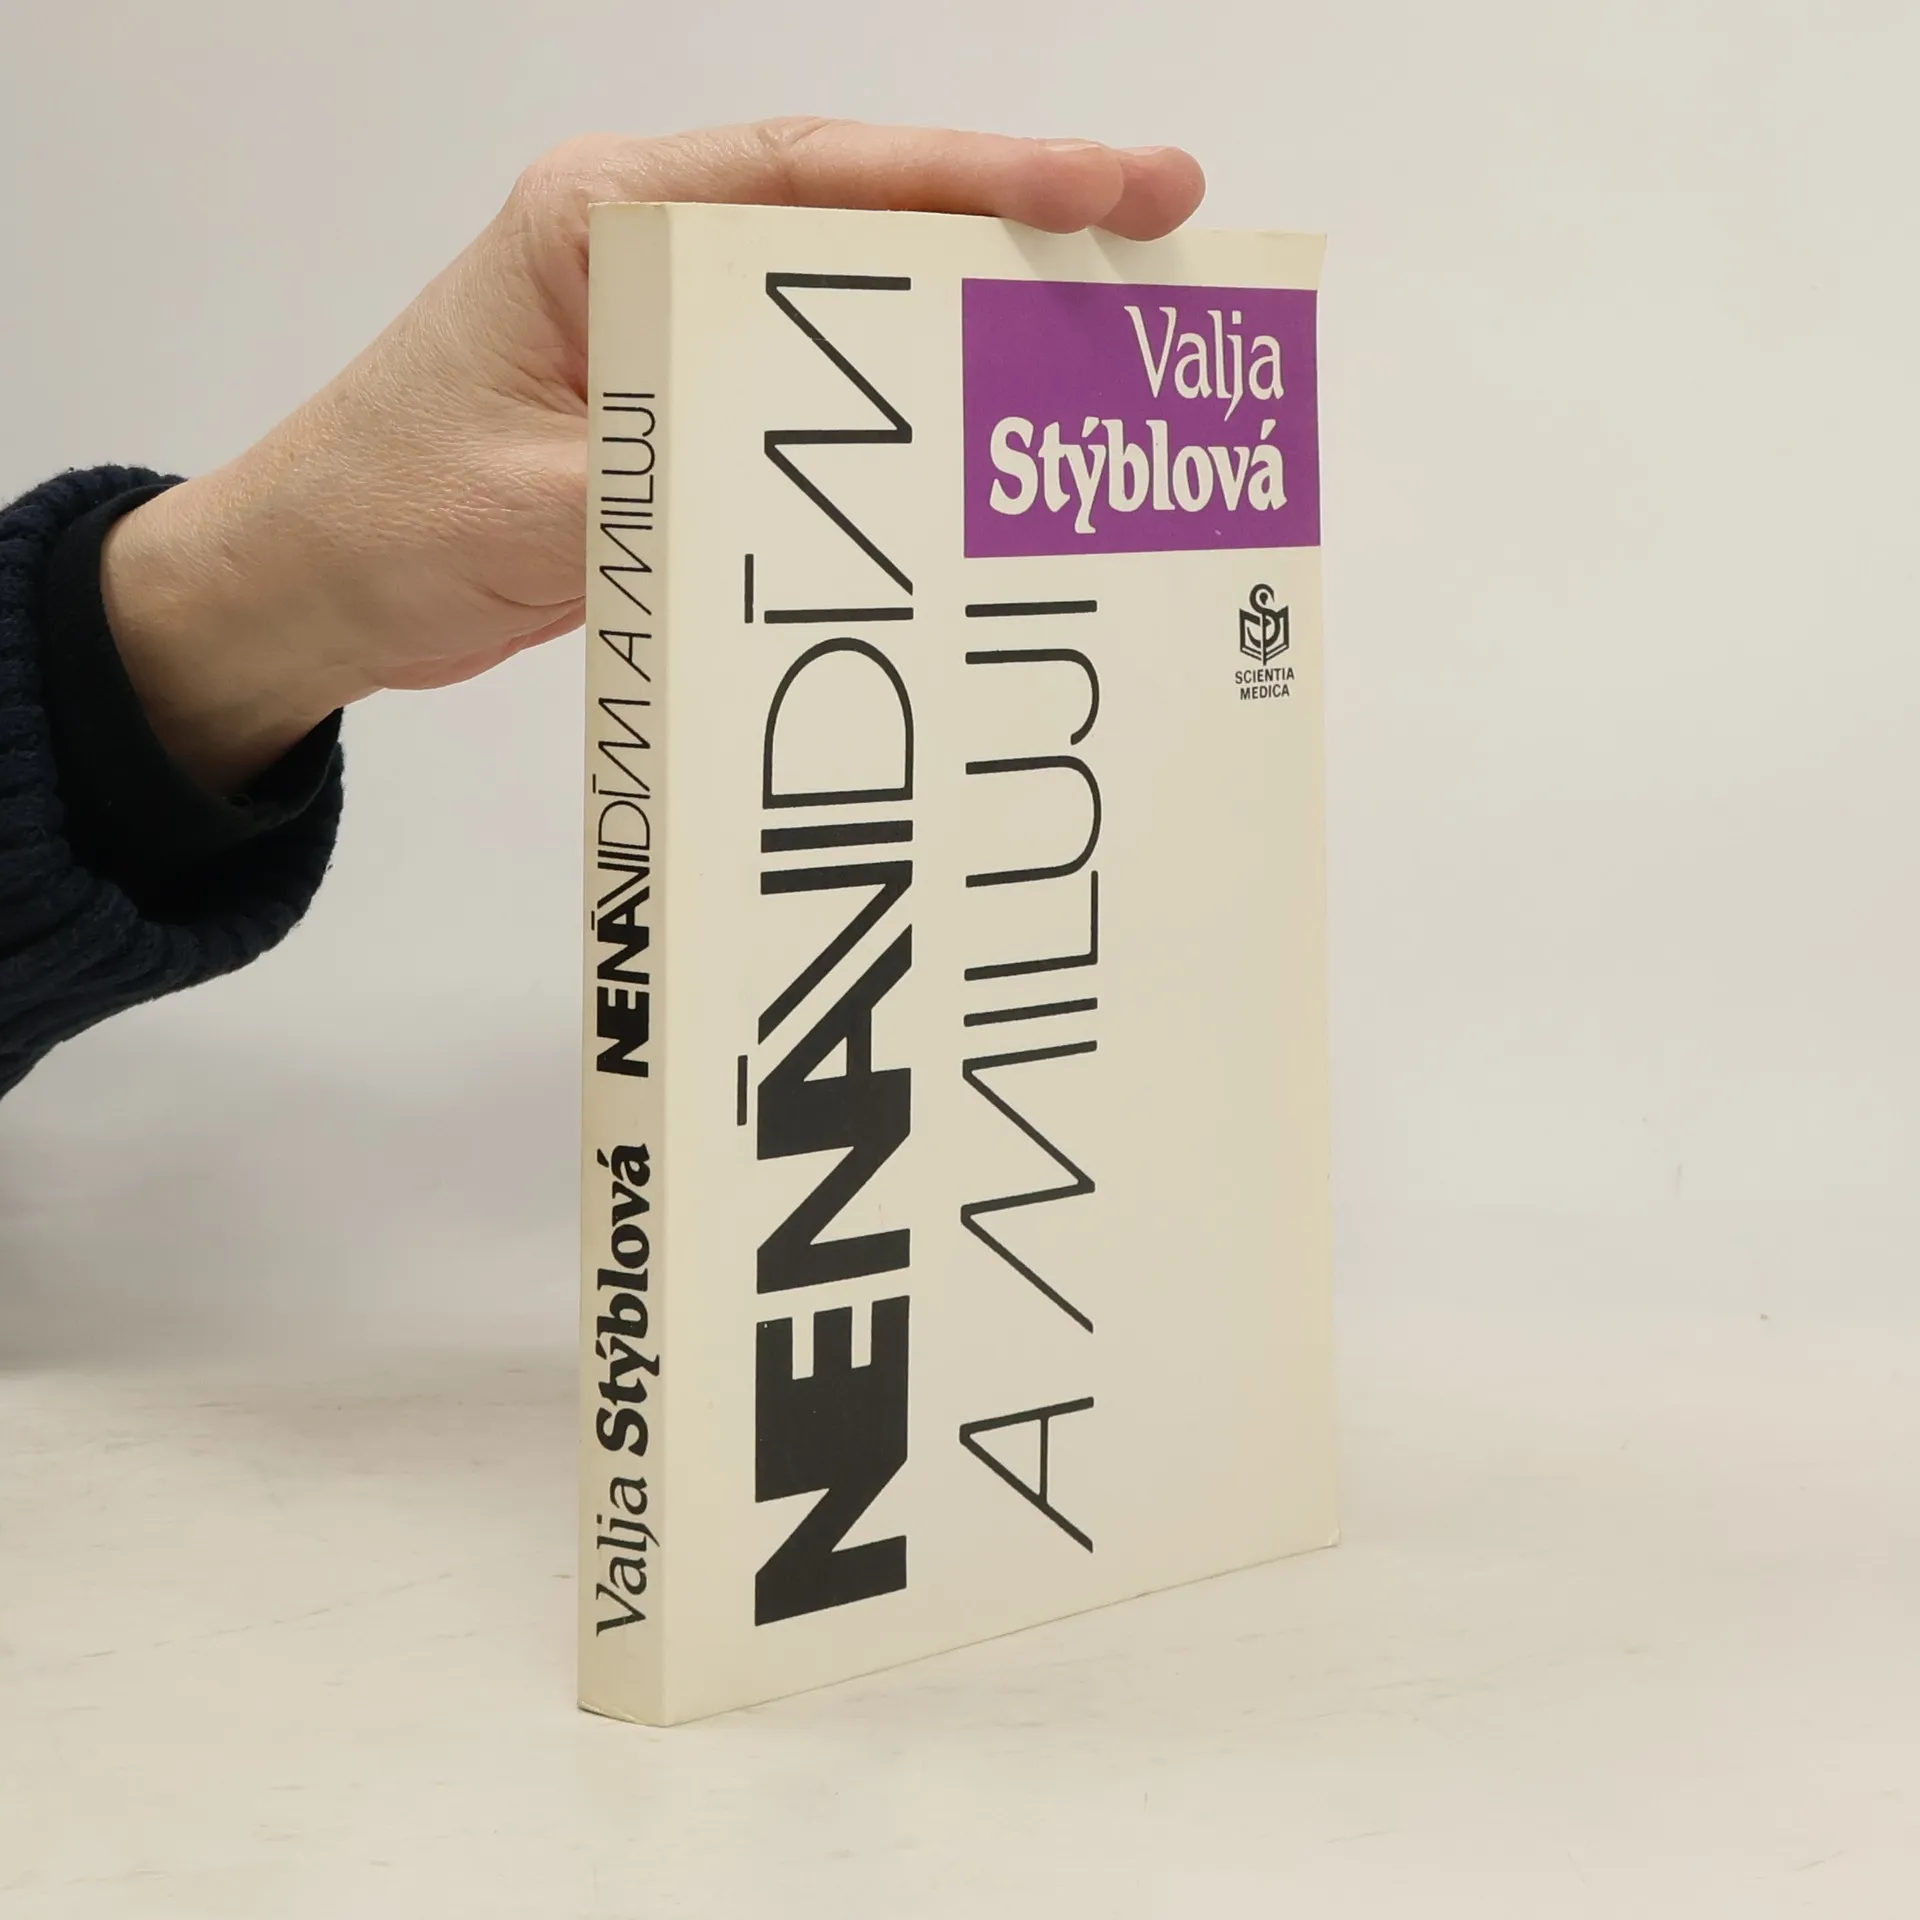 Valja Stýblová NENÁVIDÍM A MILUJI
Valja
Stýblová
NENÁVIDÍM
A MILUJI
SCIENTIA
MEDICA